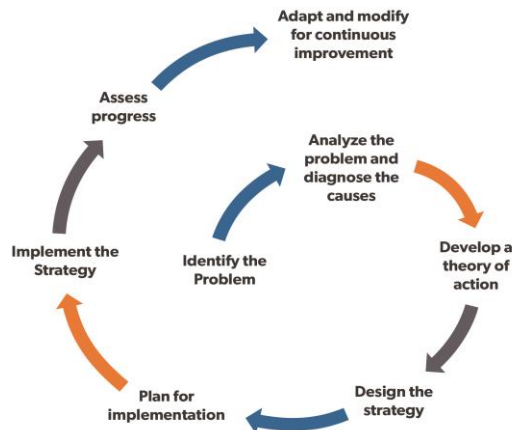 Adapt and modify
for continuous
improvement
Assess
progress
Analyze the
problem and
diagnose the
causes
Implement the
Strategy
Identify the
Problem
Develop a
theory of
action
Plan for
implementation
Design the
strategy